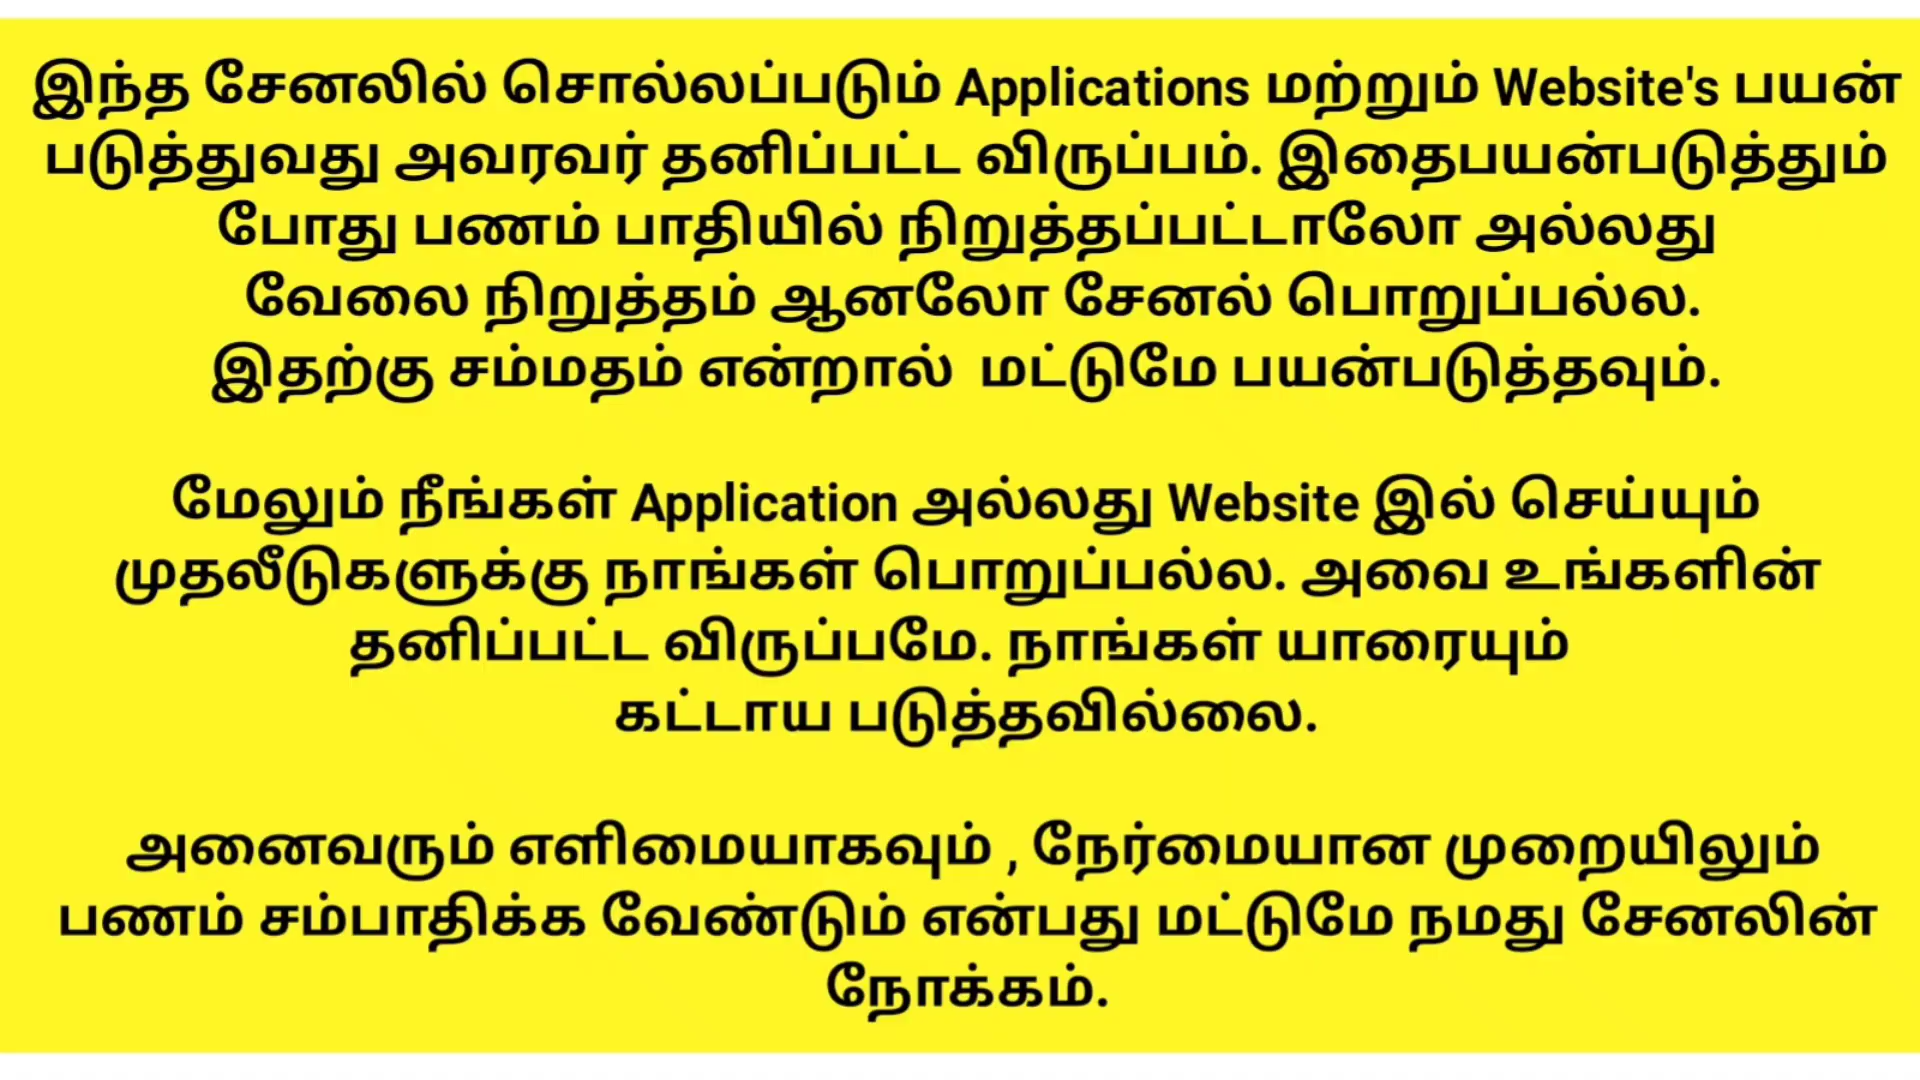 இந்த சேனலில் சொல்லப்படும் Applications மற்றும் Website's பயன்
படுத்துவது அவரவர் தனிப்பட்ட விருப்பம். இதைபயன்படுத்தும்
போது பணம் பாதியில் நிறுத்தப்பட்டாலோ அல்லது
வேலை நிறுத்தம் ஆனலோ சேனல் பொறுப்பல்ல.
இதற்கு சம்மதம் என்றால் மட்டுமே பயன்படுத்தவும்.
மேலும் நீங்கள் Application அல்லது Website இல் செய்யும்
முதலீடுகளுக்கு நாங்கள் பொறுப்பல்ல. அவை உங்களின்
தனிப்பட்ட விருப்பமே. நாங்கள் யாரையும்
கட்டாய படுத்தவில்லை.
அனைவரும் எளிமையாகவும் , நேர்மையான முறையிலும்
பணம் சம்பாதிக்க வேண்டும் என்பது மட்டுமே நமது சேனலின்
நோக்கம்.